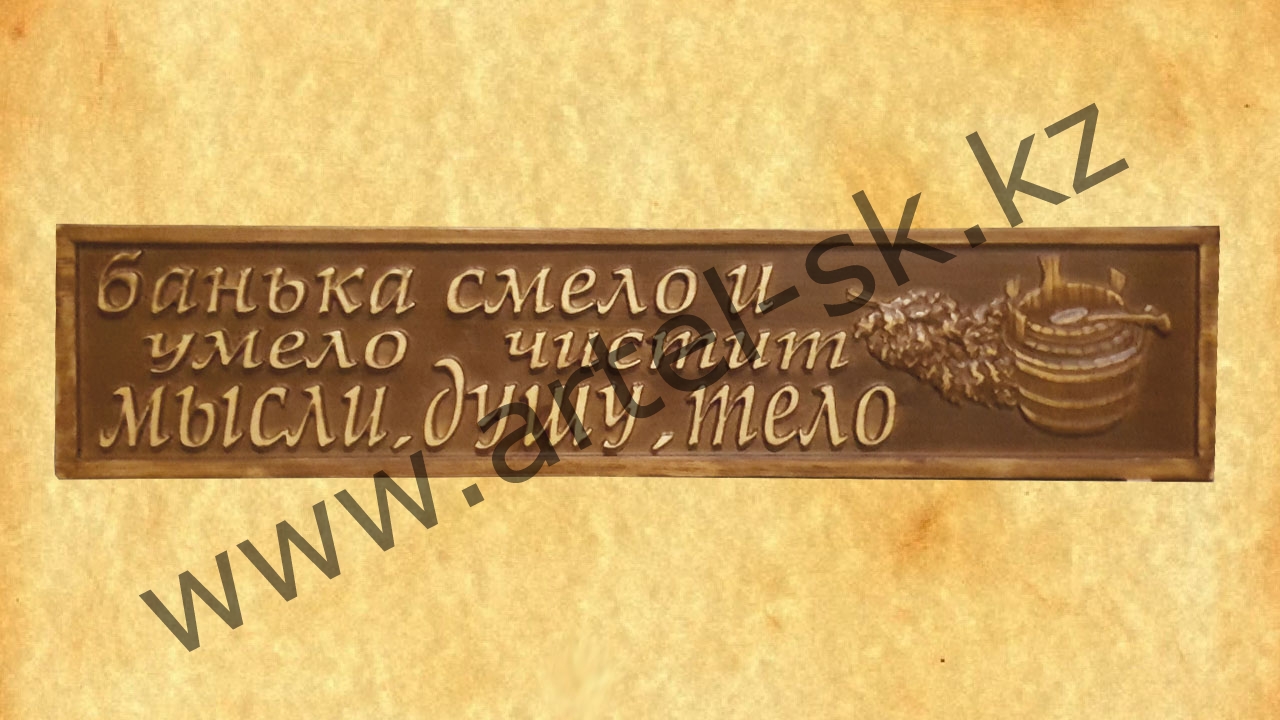 банька смело и
умело чистит
мысли, душу, тело
www.artel-sk.kz